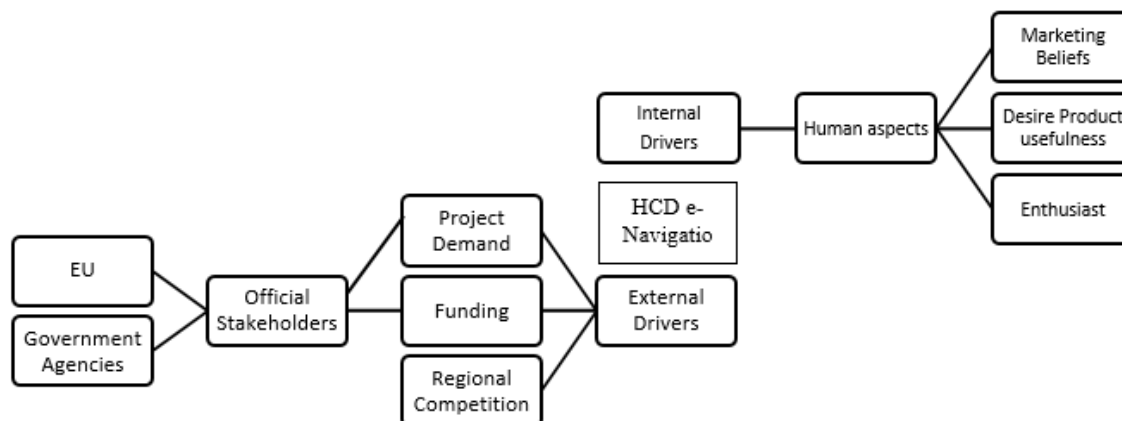 Marketing
Beliefs
Internal
Drivers
Human aspects
Desire Product
usefulness
HCD e-
Navigatio
Enthusiast
Project
Demand
EU
Official
Stakeholders
Funding
External
Drivers
Government
Agencies
Regional
Competition